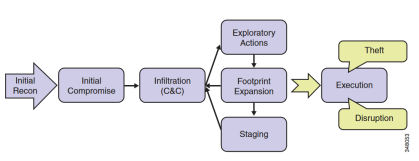 Initial
Recon
Initial
Compromise
Infiltration
(C&C)
Exploratory
Actions
Footprint
Expansion
Staging
Theft
Execution
Disruption